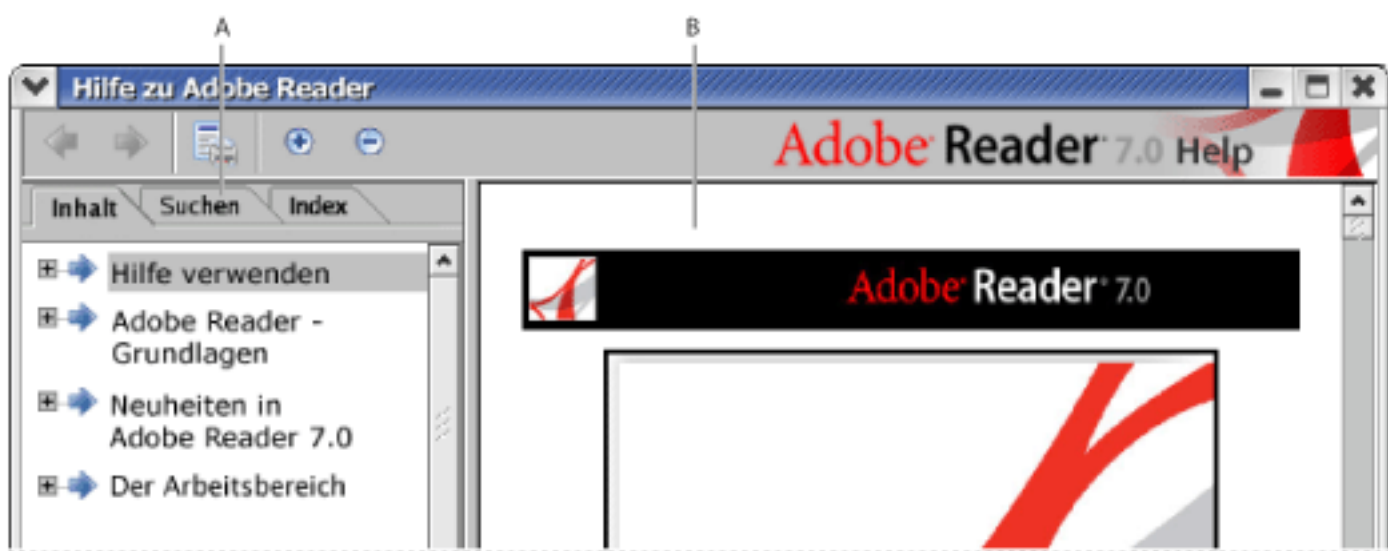 A B
Hilfe zu Adobe Reader
Adobe Reader 7.0 Help
Inhalt Suchen Index
Hilfe verwenden
Adobe Reader -
Grundlagen
Neuheiten in
Adobe Reader 7.0
Der Arbeitsbereich
Adobe Reader 7.0